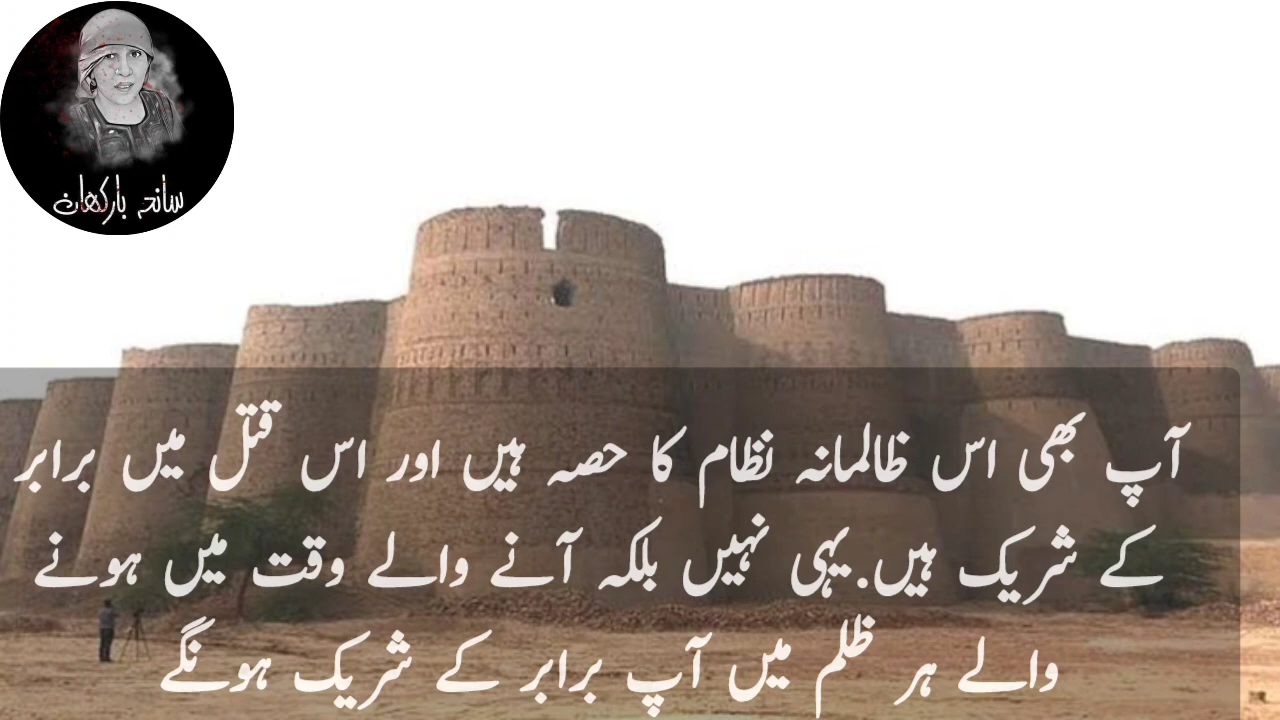 سانحہ بارکھان
آپ بھی اس ظالمانہ نظام کا حصہ ہیں اور اس قتل میں برابر
کے شریک ہیں.یہی نہیں بلکہ آنے والے وقت میں ہونے
والے ہر ظلم میں آپ برابر کے شریک ہونگے